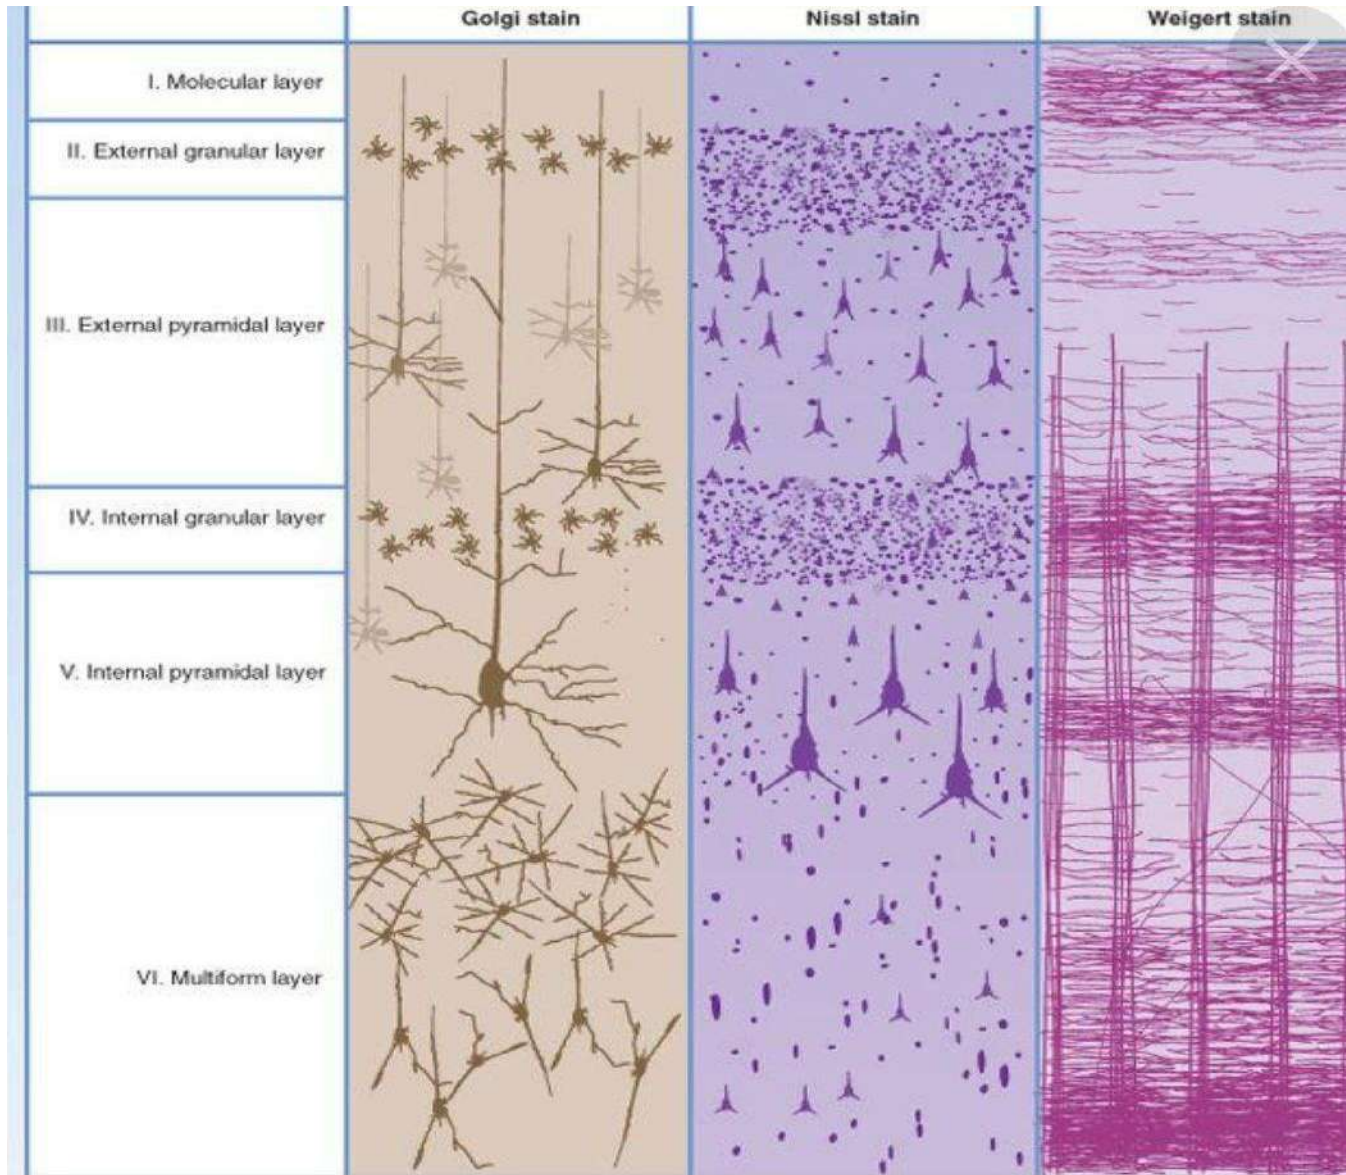 Golgi stain
Nissl stain
Weigert stain
I. Molecular layer
II. External granular layer
III. External pyramidal layer
IV. Internal granular layer
V. Internal pyramidal layer
VI. Multiform layer